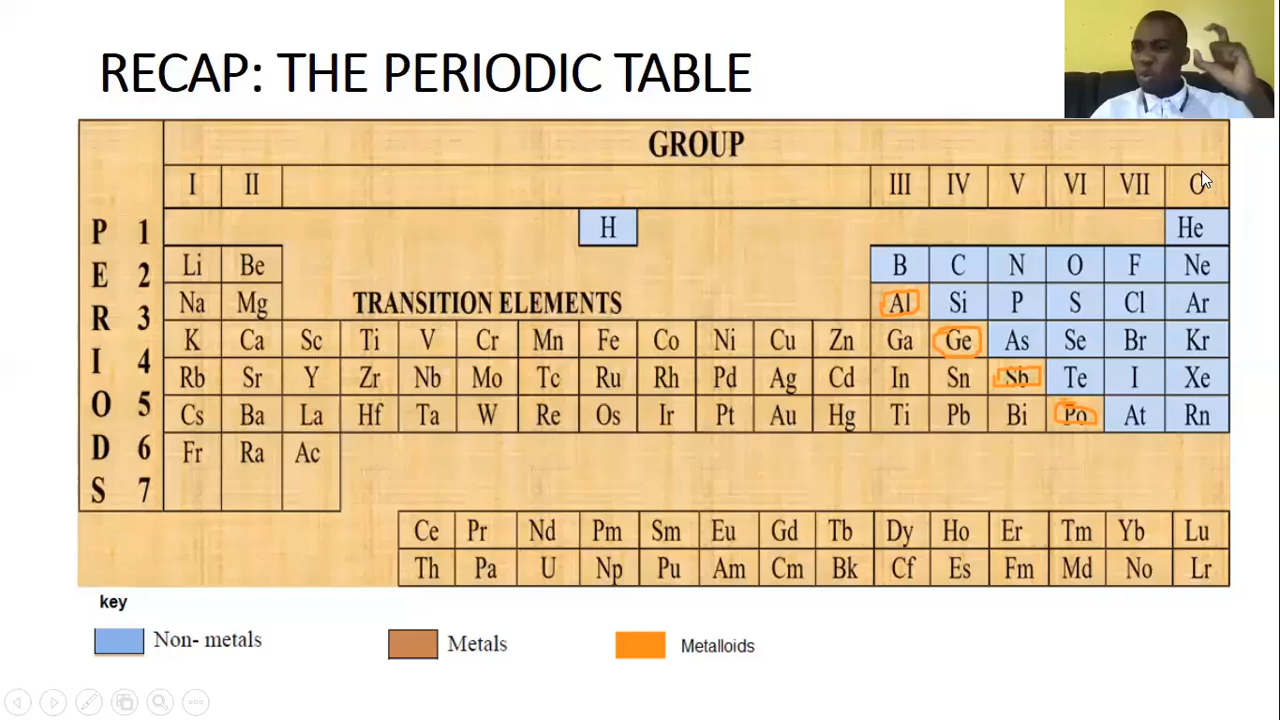 RECAP: THE PERIODIC TABLE
GROUP
I II III IV V VI VII O
P 1 H He
E 2 Li Be B C N O F Ne
R 3 Na Mg TRANSITION ELEMENTS Al Si P S Cl Ar
I 4 K Ca Sc Ti V Cr Mn Fe Co Ni Cu Zn Ga Ge As Se Br Kr
O 5 Rb Sr Y Zr Nb Mo Tc Ru Rh Pd Ag Cd In Sn Sb Te I Xe
D 6 Cs Ba La Hf Ta W Re Os Ir Pt Au Hg Ti Pb Bi Po At Rn
S 7 Fr Ra Ac
Ce Pr Nd Pm Sm Eu Gd Tb Dy Ho Er Tm Yb Lu
Th Pa U Np Pu Am Cm Bk Cf Es Fm Md No Lr
key
Non- metals Metals Metalloids